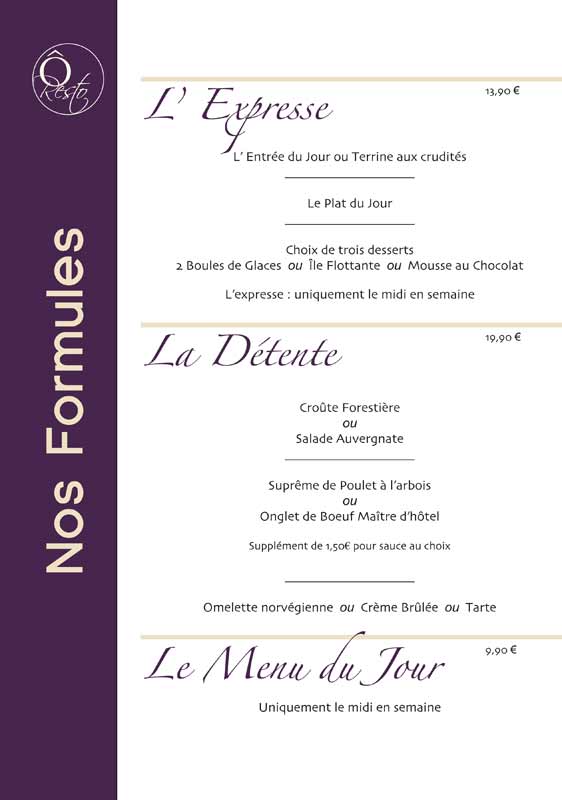 Ô
Resto
Nos Formules
L' Expresse
13,90 €
L' Entrée du Jour ou Terrine aux crudités
Le Plat du Jour
Choix de trois desserts
2 Boules de Glaces ou Île Flottante ou Mousse au Chocolat
L'expresse : uniquement le midi en semaine
La Détente
19,90 €
Croûte Forestière
ou
Salade Auvergnate
Suprême de Poulet à l'arbois
ou
Onglet de Boeuf Maître d'hôtel
Supplément de 1,50€ pour sauce au choix
Omelette norvégienne ou Crème Brûlée ou Tarte
Le Menu du Jour
9,90 €
Uniquement le midi en semaine